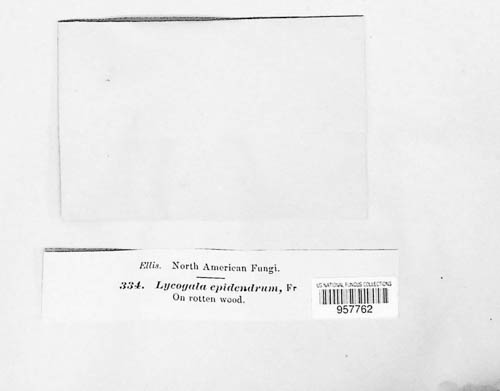 Ellis. North American Fungi.
334. Lycogala epidendrum, Fr
On rotten wood.
US NATIONAL FUNGUS COLLECTIONS
957762